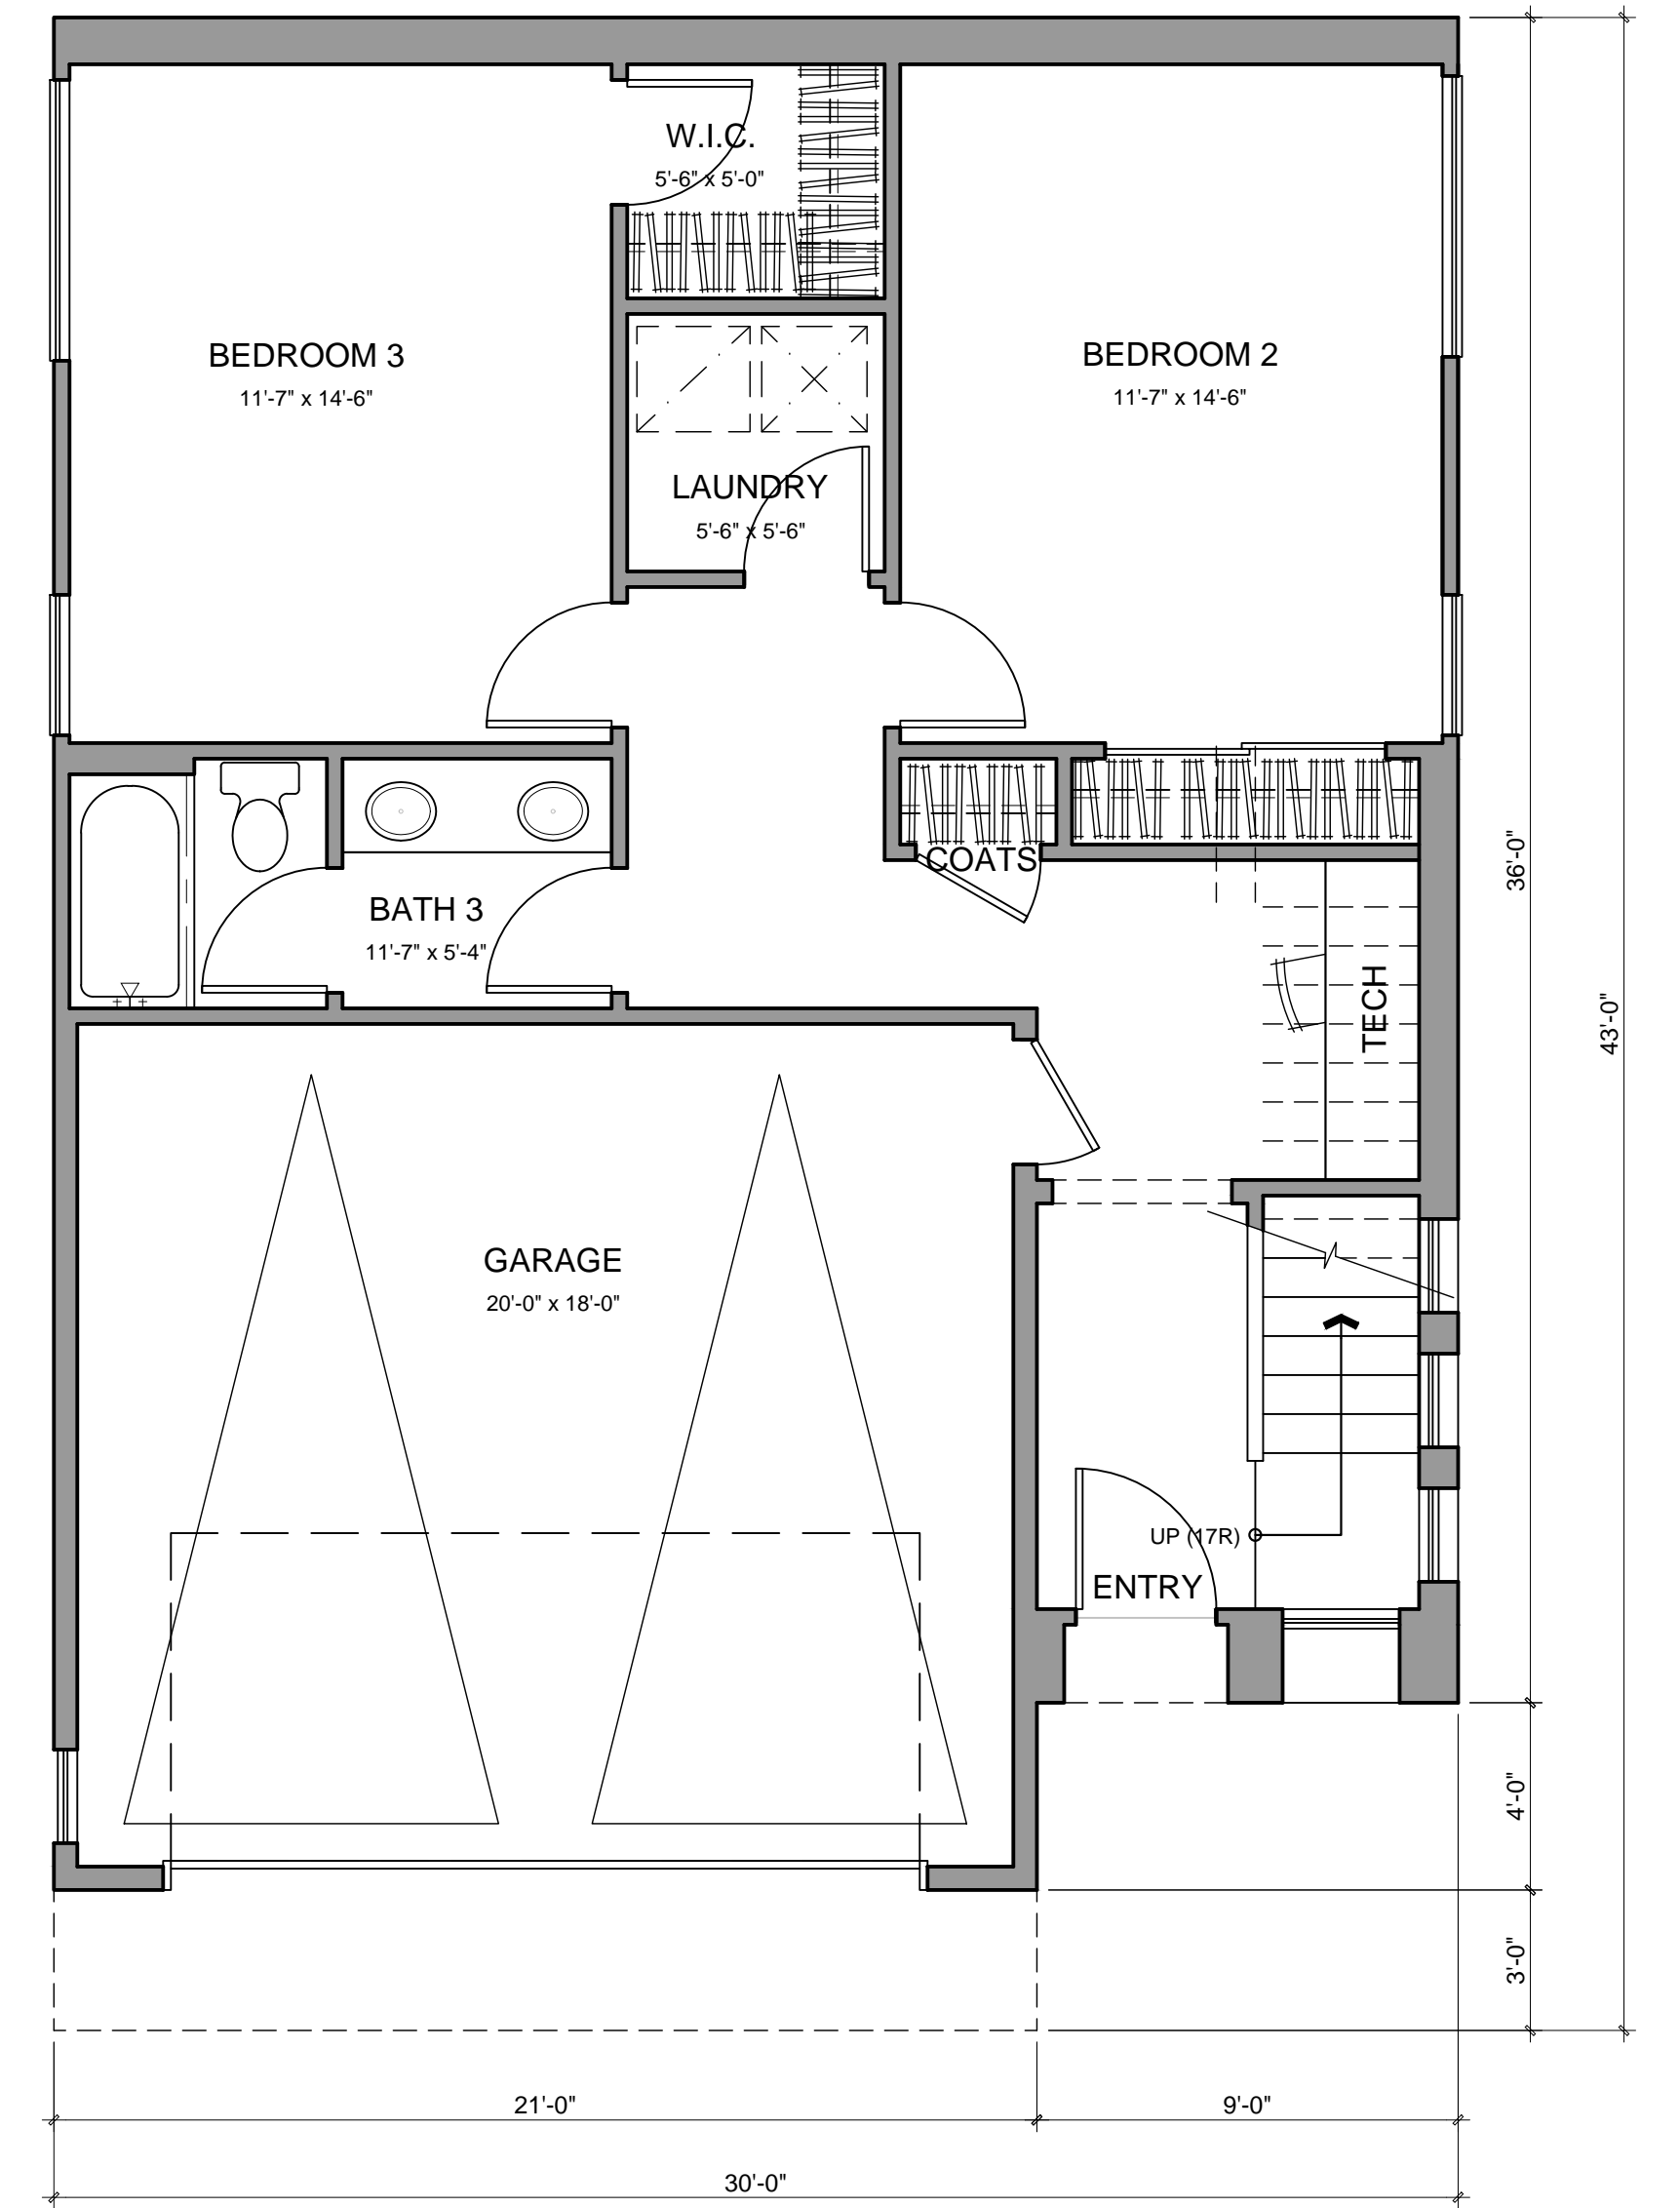 W.I.C.
5'-6" x 5'-0"
BEDROOM 3
11'-7" x 14'-6"
BEDROOM 2
11'-7" x 14'-6"
LAUNDRY
5'-6" x 5'-6"
COATS
BATH 3
11'-7" x 5'-4"
TECH
GARAGE
20'-0" x 18'-0"
UP (17R)
ENTRY
36'-0"
43'-0"
4'-0"
3'-0"
21'-0"
9'-0"
30'-0"